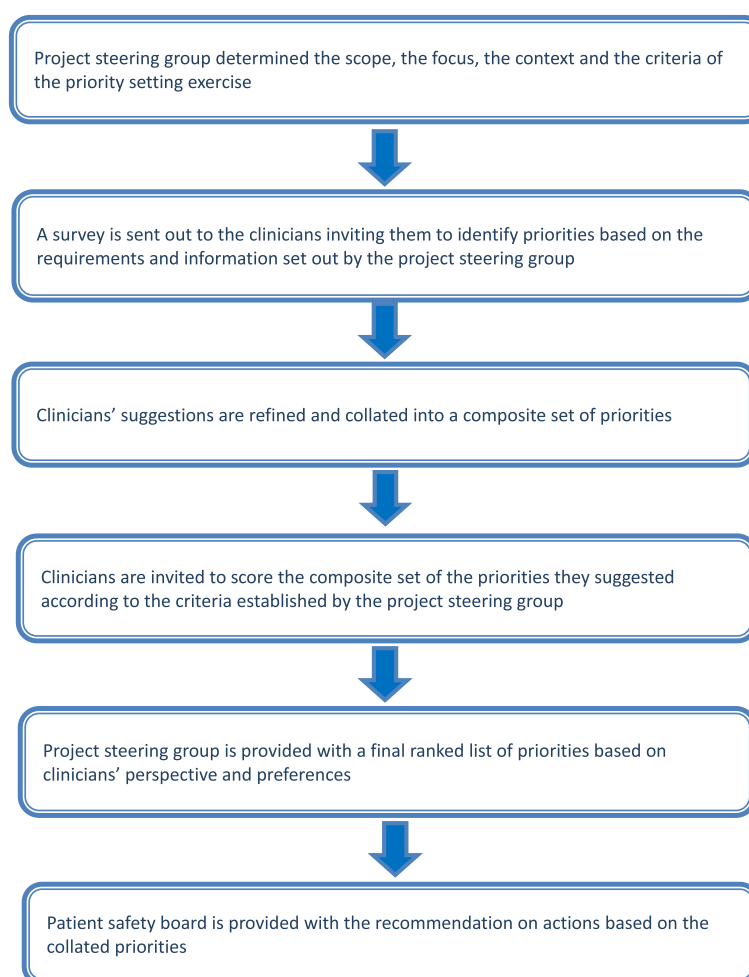 Project steering group determined the scope, the focus, the context and the criteria of
the priority setting exercise
A survey is sent out to the clinicians inviting them to identify priorities based on the
requirements and information set out by the project steering group
Clinicians’ suggestions are refined and collated into a composite set of priorities
Clinicians are invited to score the composite set of the priorities they suggested
according to the criteria established by the project steering group
Project steering group is provided with a final ranked list of priorities based on
clinicians’ perspective and preferences
Patient safety board is provided with the recommendation on actions based on the
collated priorities